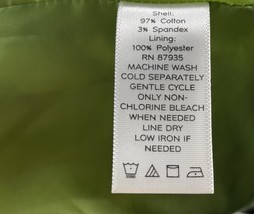 Shell:
97% Cotton
3% Spandex
Lining:
100% Polyester
RN 87935
MACHINE WASH
COLD SEPARATELY
GENTLE CYCLE
ONLY NON-
CHLORINE BLEACH
WHEN NEEDED
LINE DRY
LOW IRON IF
NEEDED